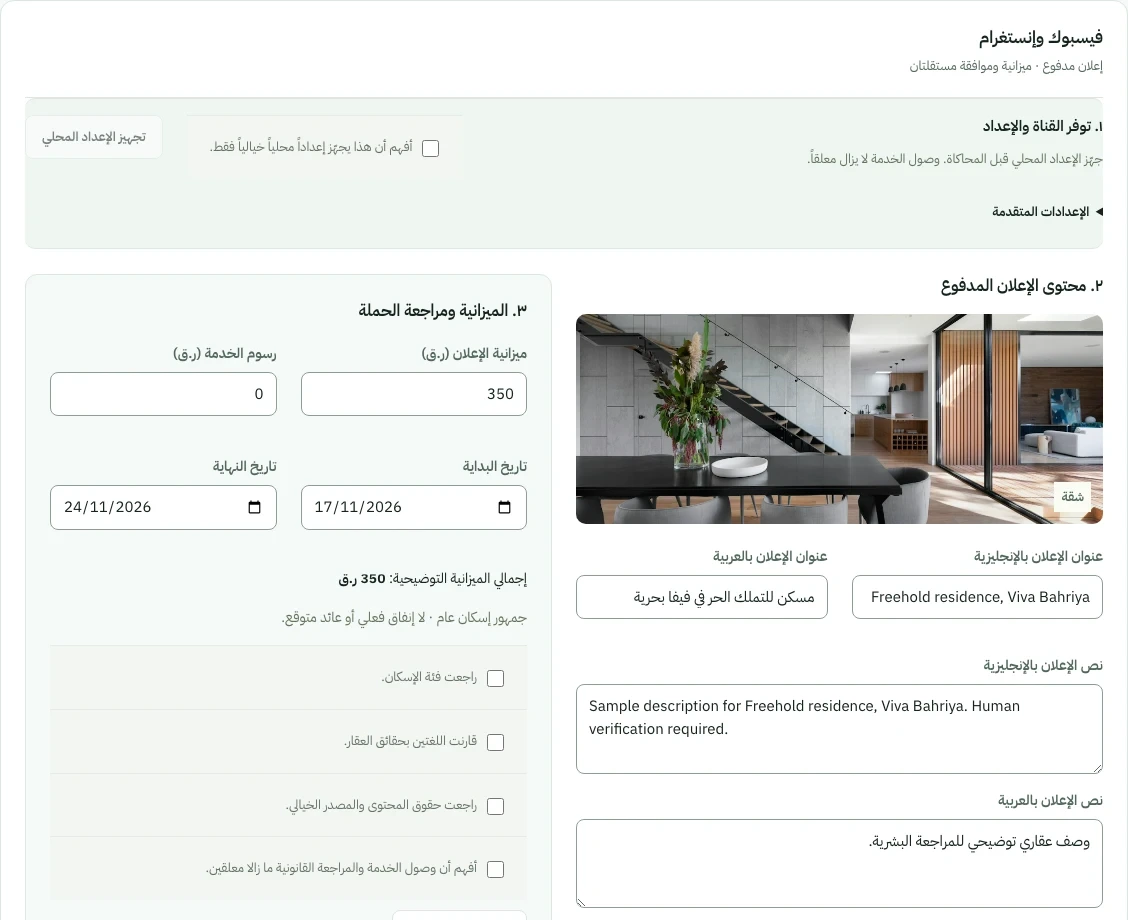 فيسبوك وإنستغرام
إعلان مدفوع · ميزانية وموافقة مستقلتان
١. توفر القناة والإعداد
جهّز الإعداد المحلي قبل المحاكاة. وصول الخدمة لا يزال معلقاً.
أفهم أن هذا يجهّز إعداداً محلياً خيالياً فقط.
تجهيز الإعداد المحلي
الإعدادات المتقدمة
٢. محتوى الإعلان المدفوع
شقة
عنوان الإعلان بالإنجليزية
عنوان الإعلان بالعربية
Freehold residence, Viva Bahriya
مسكن للتملك الحر في فيفا بحرية
نص الإعلان بالإنجليزية
Sample description for Freehold residence, Viva Bahriya. Human
verification required.
نص الإعلان بالعربية
وصف عقاري توضيحي للمراجعة البشرية.
٣. الميزانية ومراجعة الحملة
ميزانية الإعلان (ر.ق)
رسوم الخدمة (ر.ق)
350
0
تاريخ البداية
تاريخ النهاية
17/11/2026
24/11/2026
إجمالي الميزانية التوضيحية: 350 ر.ق
جمهور إسكان عام · لا إنفاق فعلي أو عائد متوقع.
راجعت فئة الإسكان.
قارنت اللغتين بحقائق العقار.
راجعت حقوق المحتوى والمصدر الخيالي.
أفهم أن وصول الخدمة والمراجعة القانونية ما زالا معلقين.